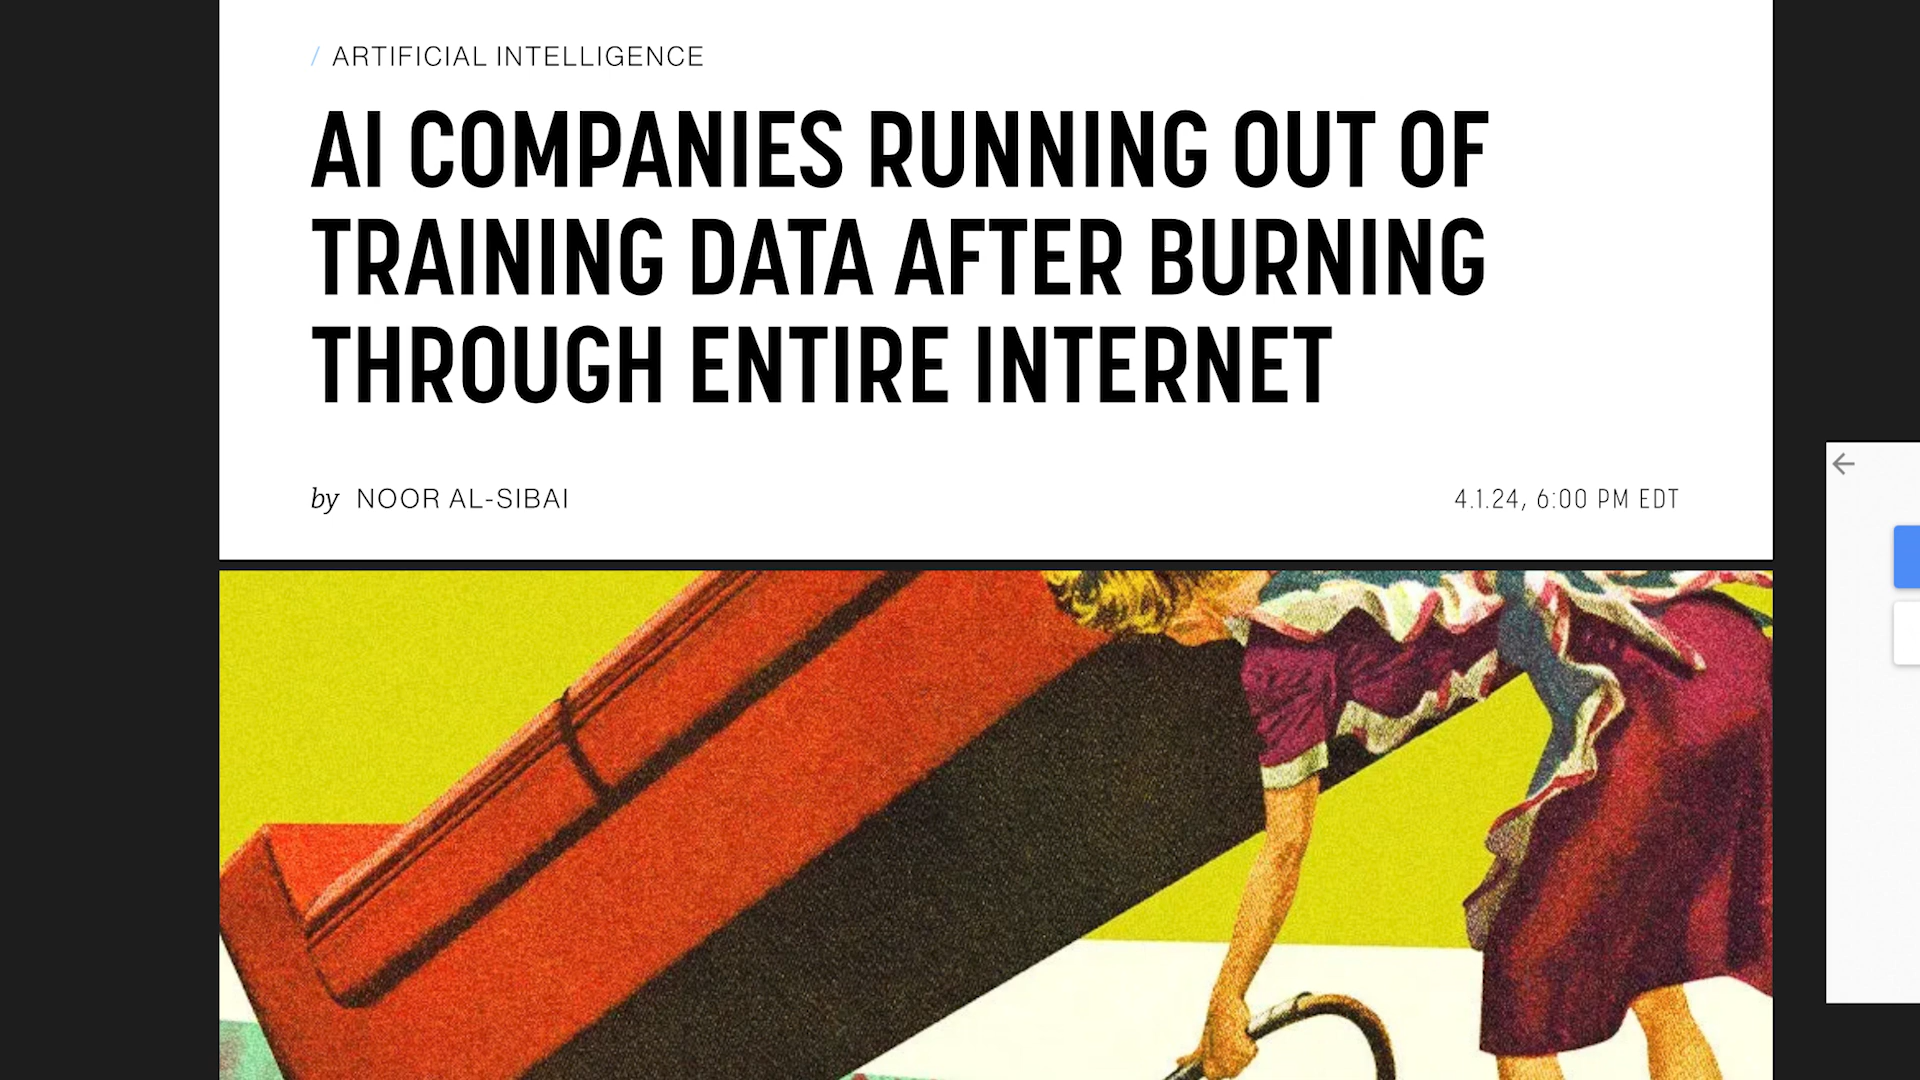 / ARTIFICIAL INTELLIGENCE
AI COMPANIES RUNNING OUT OF
TRAINING DATA AFTER BURNING
THROUGH ENTIRE INTERNET
by NOOR AL-SIBAI
4.1.24, 6:00 PM EDT